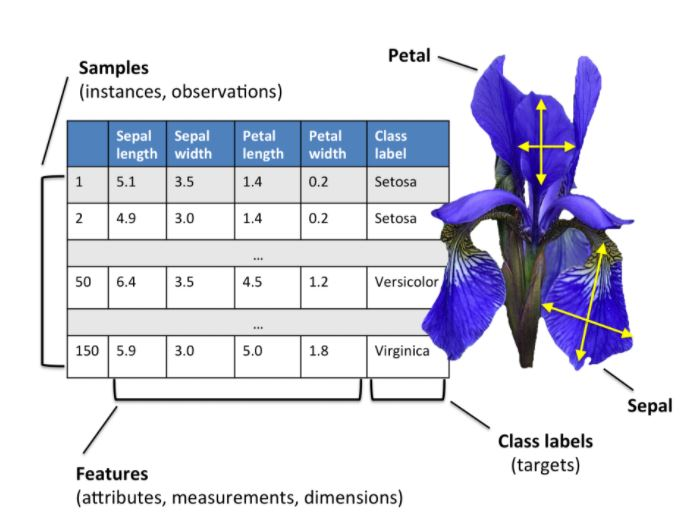 Petal
Samples
(instances, observations)
Sepal length Sepal width Petal length Petal width Class label
1 5.1 3.5 1.4 0.2 Setosa
2 4.9 3.0 1.4 0.2 Setosa
...
50 6.4 3.5 4.5 1.2 Versicolor
...
150 5.9 3.0 5.0 1.8 Virginica
Sepal
Class labels
(targets)
Features
(attributes, measurements, dimensions)